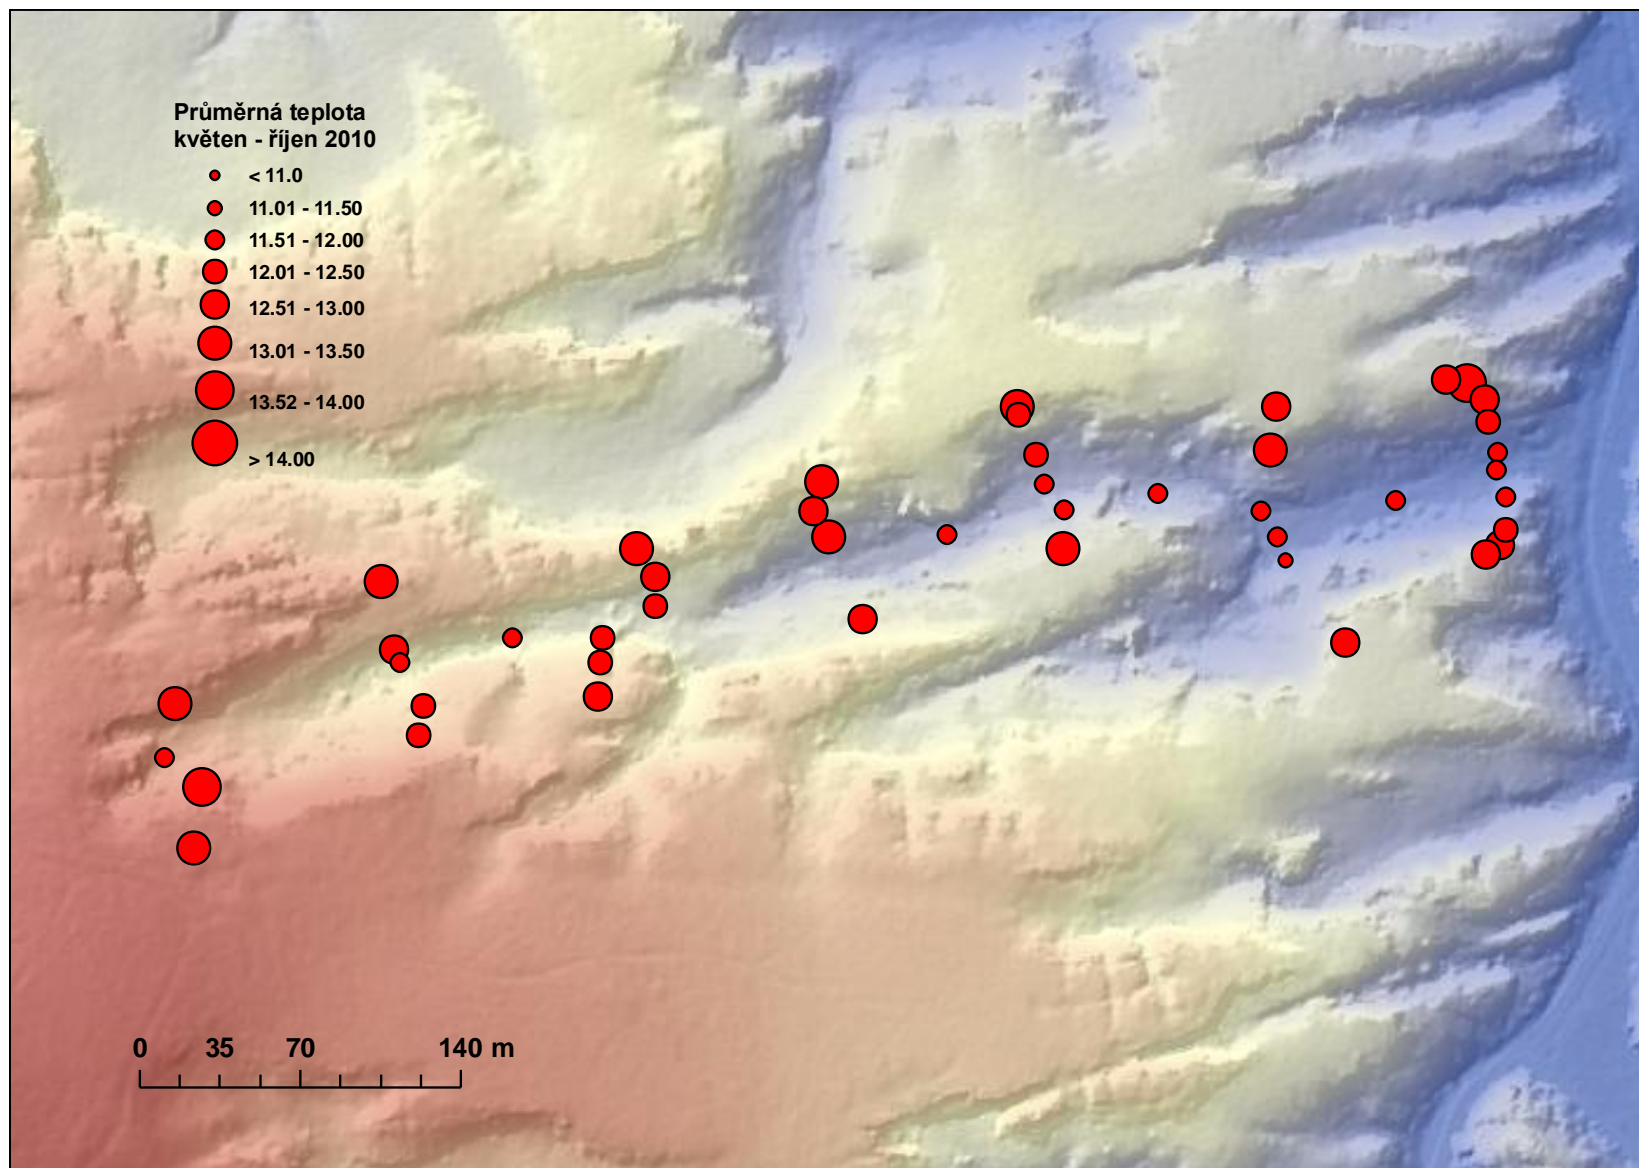 Průměrná teplota
květen - říjen 2010
< 11.0
11.01 - 11.50
11.51 - 12.00
12.01 - 12.50
12.51 - 13.00
13.01 - 13.50
13.52 - 14.00
> 14.00
0 35 70 140 m